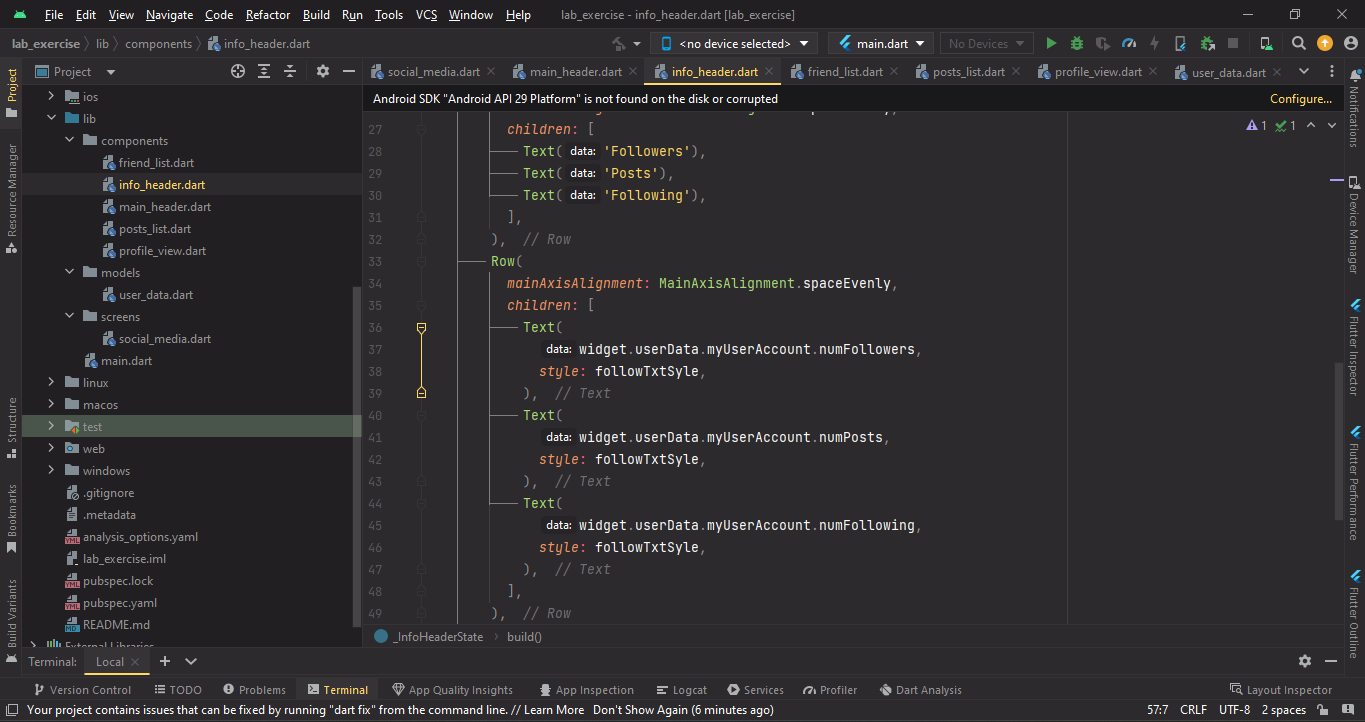 File Edit View Navigate Code Refactor Build Run Tools VCS Window Help lab_exercise - info_header.dart [lab_exercise]
lab_exercise lib components info_header.dart <no device selected> main.dart No Devices
Project
social_media.dart main_header.dart info_header.dart friend_list.dart posts_list.dart profile_view.dart user_data.dart
Android SDK "Android API 29 Platform" is not found on the disk or corrupted Configure...
Project
Resource Manager
Structure
Bookmarks
Build Variants
ios
lib
components
friend_list.dart
info_header.dart
main_header.dart
posts_list.dart
profile_view.dart
models
user_data.dart
screens
social_media.dart
main.dart
linux
macos
test
web
windows
.gitignore
.metadata
analysis_options.yaml
lab_exercise.iml
pubspec.lock
pubspec.yaml
README.md
External Libraries
1 1
27 children: [
28 Text( data: 'Followers'),
29 Text( data: 'Posts'),
30 Text( data: 'Following'),
31 ],
32 ), // Row
33 Row(
34 mainAxisAlignment: MainAxisAlignment.spaceEvenly,
35 children: [
36 Text(
37 data: widget.userData.myUserAccount.numFollowers,
38 style: followTxtSyle,
39 ), // Text
40 Text(
41 data: widget.userData.myUserAccount.numPosts,
42 style: followTxtSyle,
43 ), // Text
44 Text(
45 data: widget.userData.myUserAccount.numFollowing,
46 style: followTxtSyle,
47 ), // Text
48 ],
49 ), // Row
_InfoHeaderState build()
Notifications
Device Manager
Flutter Inspector
Flutter Performance
Flutter Outline
Terminal: Local
Version Control TODO Problems Terminal App Quality Insights App Inspection Logcat Services Profiler Dart Analysis Layout Inspector
Your project contains issues that can be fixed by running "dart fix" from the command line. // Learn More Don't Show Again (6 minutes ago) 57:7 CRLF UTF-8 2 spaces